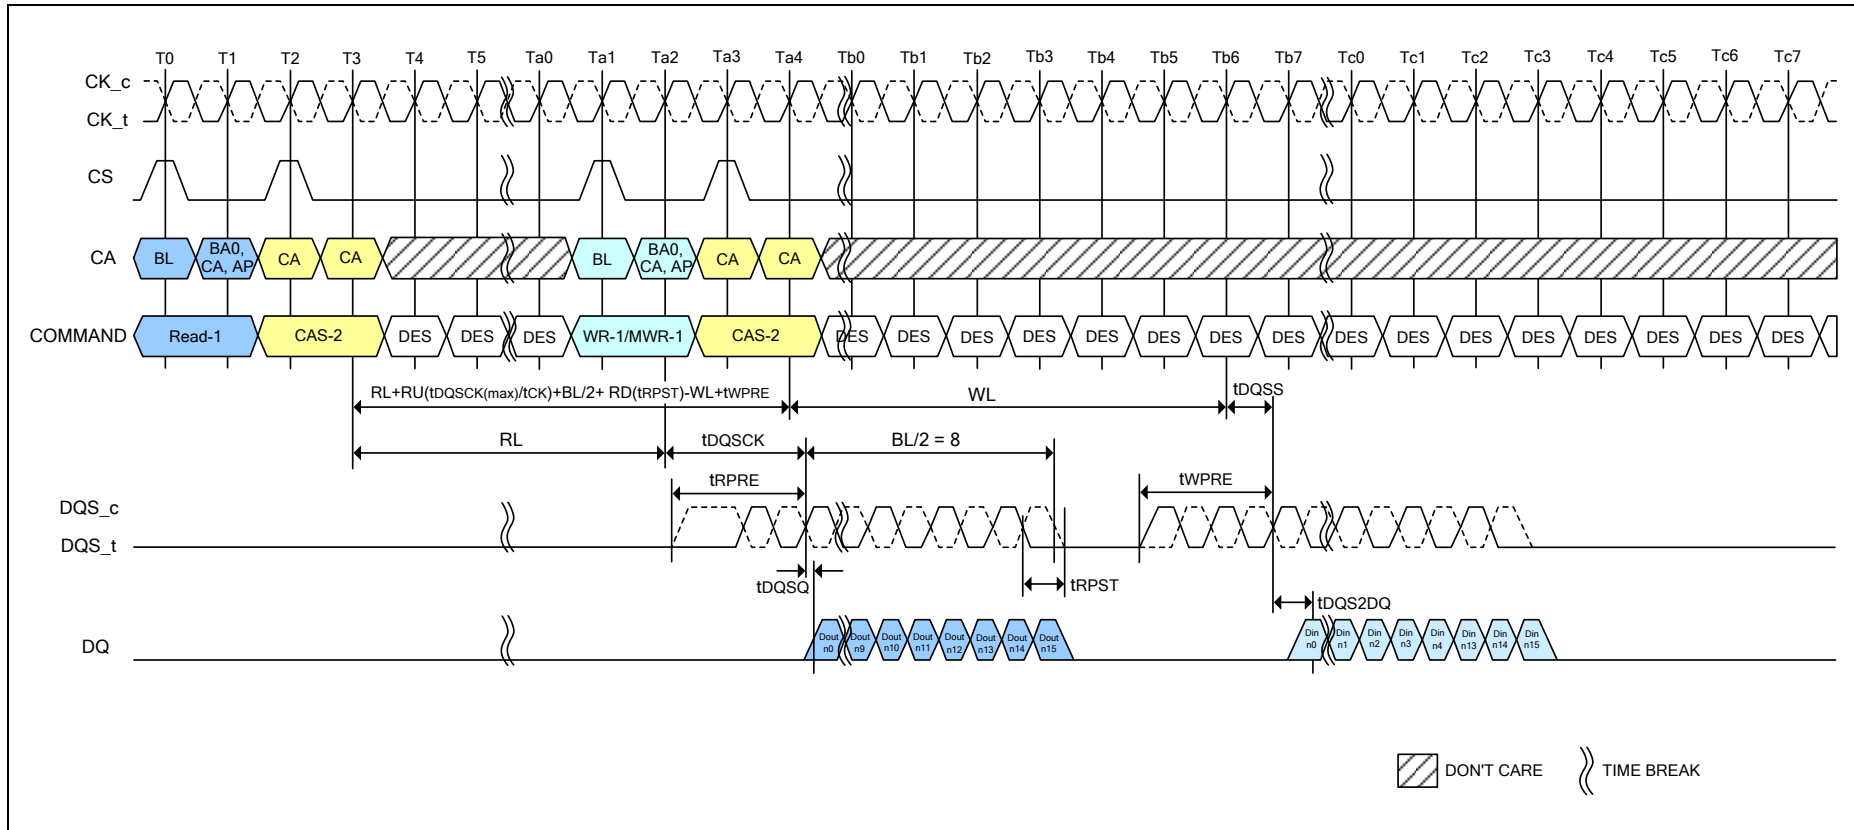 T0 T1 T2 T3 T4 T5 Ta0 Ta1 Ta2 Ta3 Ta4 Tb0 Tb1 Tb2 Tb3 Tb4 Tb5 Tb6 Tb7 Tc0 Tc1 Tc2 Tc3 Tc4 Tc5 Tc6 Tc7
CK_c
CK_t
CS
CA BL BA0, CA, AP CA CA BL BA0, CA, AP CA CA
COMMAND Read-1 CAS-2 DES DES DES WR-1/MWR-1 CAS-2 DES DES DES DES DES DES DES DES DES DES DES DES DES DES DES DES
RL+RU(tDQSCK(max)/tCK)+BL/2+ RD(tRPST)-WL+tWPRE WL tDQSS
RL tDQSCK BL/2 = 8
tRPRE tWPRE
DQS_c
DQS_t
tDQSQ tRPST
tDQS2DQ
DQ Dout n0 Dout n9 Dout n10 Dout n11 Dout n12 Dout n13 Dout n14 Dout n15 Din n0 Din n1 Din n2 Din n3 Din n4 Din n13 Din n14 Din n15
DON'T CARE TIME BREAK